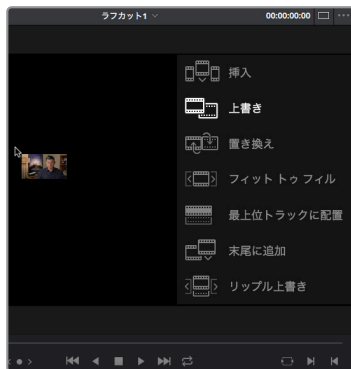 ラフカット1
00:00:00:00
挿入
上書き
置き換え
フィット トゥ フィル
最上位トラックに配置
末尾に追加
リップル上書き